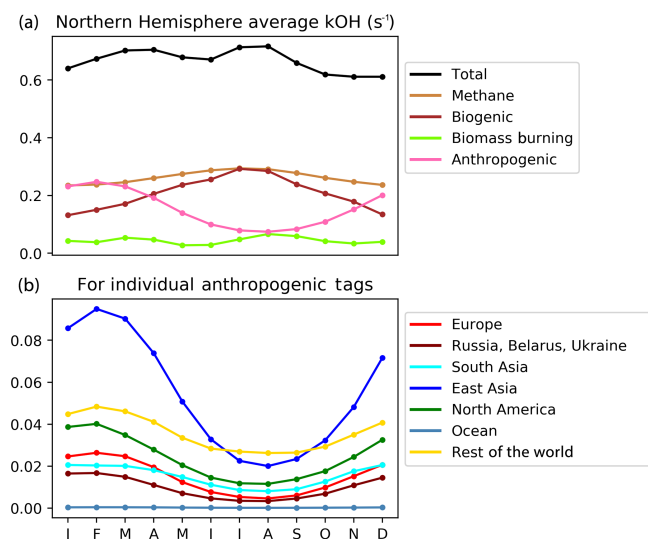 (a) Northern Hemisphere average kOH (s⁻¹)
0.6
0.4
0.2
0.0
Total
Methane
Biogenic
Biomass burning
Anthropogenic
(b) For individual anthropogenic tags
0.08
0.06
0.04
0.02
0.00
Europe
Russia, Belarus, Ukraine
South Asia
East Asia
North America
Ocean
Rest of the world
J F M A M J J A S O N D